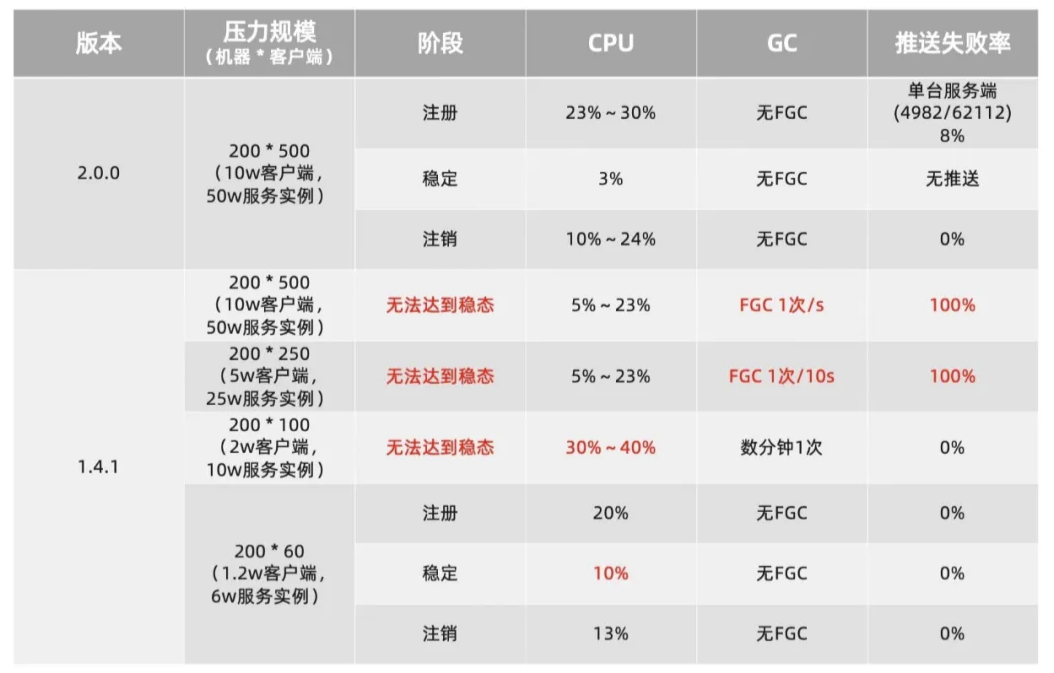 版本
压力规模
（机器 * 客户端）
阶段
CPU
GC
推送失败率
2.0.0
200 * 500
（10w客户端，
50w服务实例）
注册
23% ~ 30%
无FGC
单台服务端
(4982/62112)
8%
稳定
3%
无FGC
无推送
注销
10% ~ 24%
无FGC
0%
1.4.1
200 * 500
（10w客户端，
50w服务实例）
无法达到稳态
5% ~ 23%
FGC 1次/s
100%
200 * 250
（5w客户端，
25w服务实例）
无法达到稳态
5% ~ 23%
FGC 1次/10s
100%
200 * 100
（2w客户端，
10w服务实例）
无法达到稳态
30% ~ 40%
数分钟1次
0%
200 * 60
（1.2w客户端，
6w服务实例）
注册
20%
无FGC
0%
稳定
10%
无FGC
0%
注销
13%
无FGC
0%